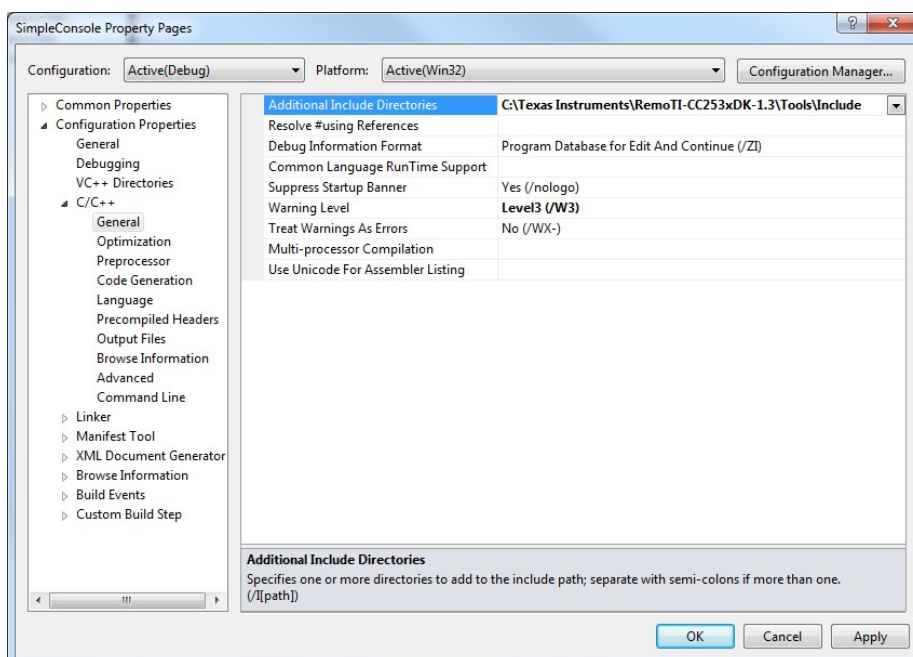 SimpleConsole Property Pages
Configuration: Active(Debug) Platform: Active(Win32) Configuration Manager...
Common Properties
Configuration Properties
General
Debugging
VC++ Directories
C/C++
General
Optimization
Preprocessor
Code Generation
Language
Precompiled Headers
Output Files
Browse Information
Advanced
Command Line
Linker
Manifest Tool
XML Document Generator
Browse Information
Build Events
Custom Build Step
Additional Include Directories C:\Texas Instruments\RemoTI-CC253xDK-1.3\Tools\Include
Resolve #using References
Debug Information Format Program Database for Edit And Continue (/ZI)
Common Language RunTime Support
Suppress Startup Banner Yes (/nologo)
Warning Level Level3 (/W3)
Treat Warnings As Errors No (/WX-)
Multi-processor Compilation
Use Unicode For Assembler Listing
Additional Include Directories
Specifies one or more directories to add to the include path; separate with semi-colons if more than one.
(/I[path])
OK Cancel Apply